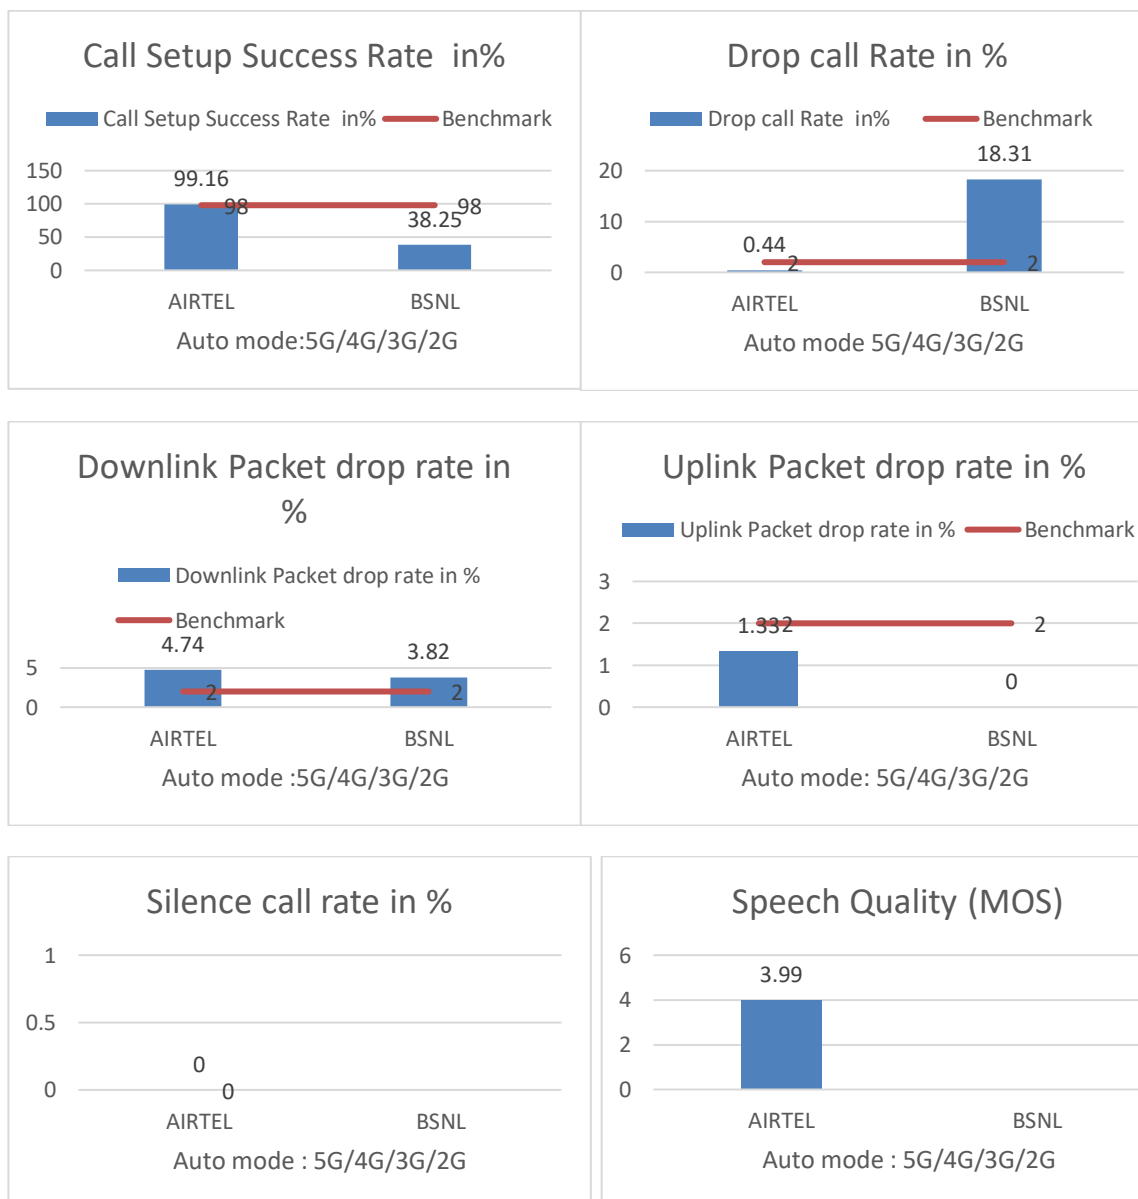 Call Setup Success Rate  in%
Call Setup Success Rate  in% Benchmark
150
100
50
0
99.16
98
38.25
98
AIRTEL BSNL
Auto mode:5G/4G/3G/2G
Drop call Rate in %
Drop call Rate  in% Benchmark
20
10
0
0.44
2
18.31
2
AIRTEL BSNL
Auto mode 5G/4G/3G/2G
Downlink Packet drop rate in
%
Downlink Packet drop rate in %
Benchmark
5
0
4.74
2
3.82
2
AIRTEL BSNL
Auto mode :5G/4G/3G/2G
Uplink Packet drop rate in %
Uplink Packet drop rate in % Benchmark
3
2
1
0
1.33
2
0
2
AIRTEL BSNL
Auto mode: 5G/4G/3G/2G
Silence call rate in %
1
0.5
0
0
0
AIRTEL BSNL
Auto mode : 5G/4G/3G/2G
Speech Quality (MOS)
6
4
2
0
3.99
AIRTEL BSNL
Auto mode : 5G/4G/3G/2G